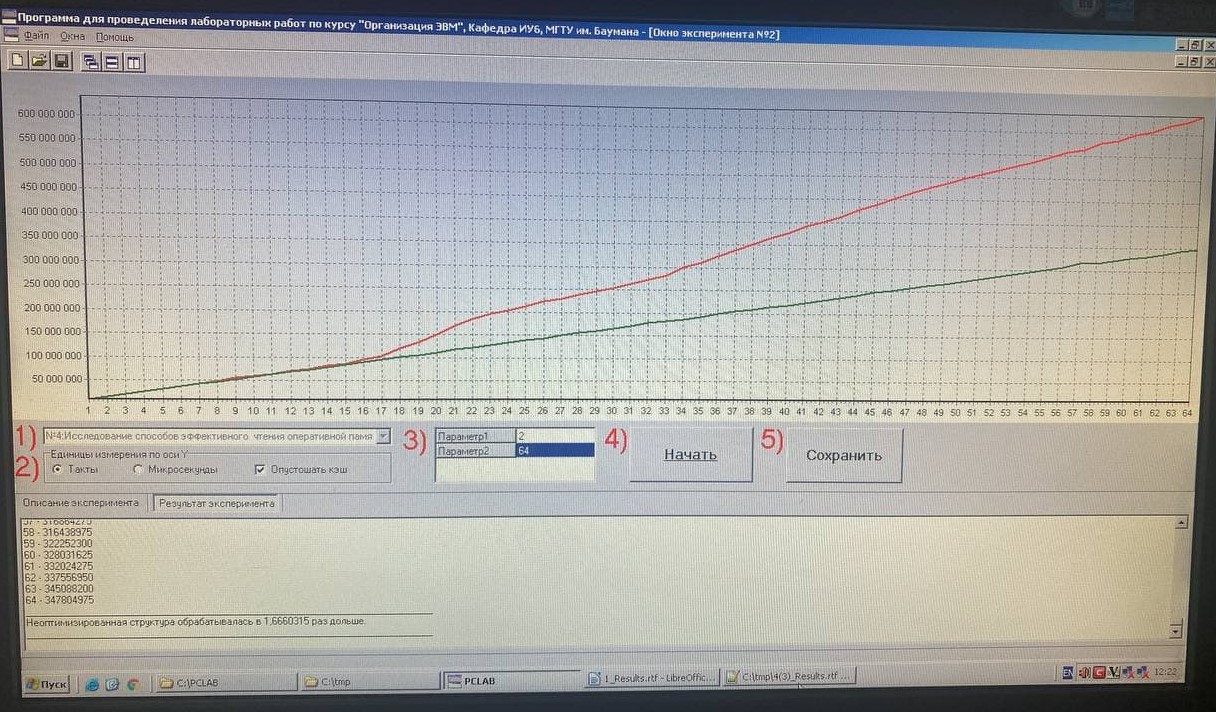 Программа для проведеления лабораторных работ по курсу "Организация ЭВМ", Кафедра ИУ6, МГТУ им. Баумана - [Окно эксперимента №2]
Файл Окна Помощь
600 000 000
550 000 000
500 000 000
450 000 000
400 000 000
350 000 000
300 000 000
250 000 000
200 000 000
150 000 000
100 000 000
50 000 000
1 2 3 4 5 6 7 8 9 10 11 12 13 14 15 16 17 18 19 20 21 22 23 24 25 26 27 28 29 30 31 32 33 34 35 36 37 38 39 40 41 42 43 44 45 46 47 48 49 50 51 52 53 54 55 56 57 58 59 60 61 62 63 64
1) №4:Исследование способов эффективного чтения оперативной памя
2) Единицы измерения по оси Y
Такты Микросекунды Опустошать кэш
3) Параметр1 2
Параметр2 64
4) Начать
5) Сохранить
Описание эксперимента Результат эксперимента
57 - 316864275
58 - 316438975
59 - 322252300
60 - 328031625
61 - 332024275
62 - 337556950
63 - 345088200
64 - 347804975
Неоптимизированная структура обрабатывалась в 1,6660315 раз дольше.
Пуск C:\PCLAB C:\tmp PCLAB 1_Results.rtf - LibreOffic... C:\tmp\4(3)_Results.rtf ... EN 12:22